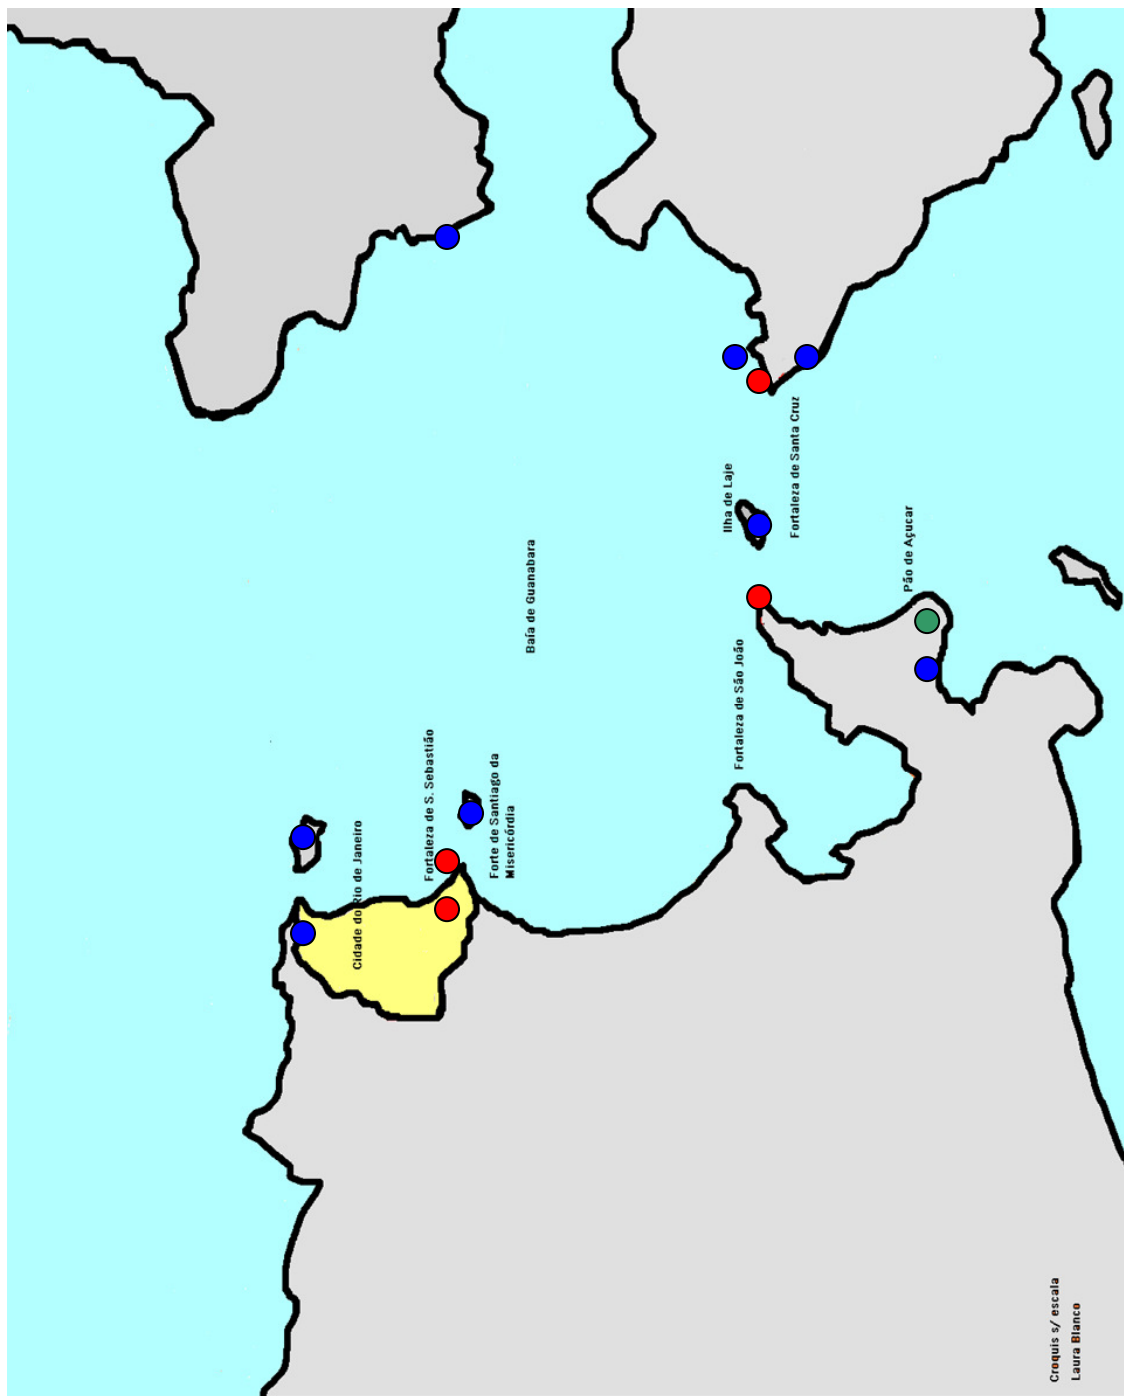 Cidade do Rio de Janeiro
Fortaleza de S. Sebastião
Forte de Santiago da
Misericórdia
Baía de Guanabara
Ilha de Laje
Fortaleza de São João
Fortaleza de Santa Cruz
Pão de Açucar
Croquis s/ escala
Laura Blanco